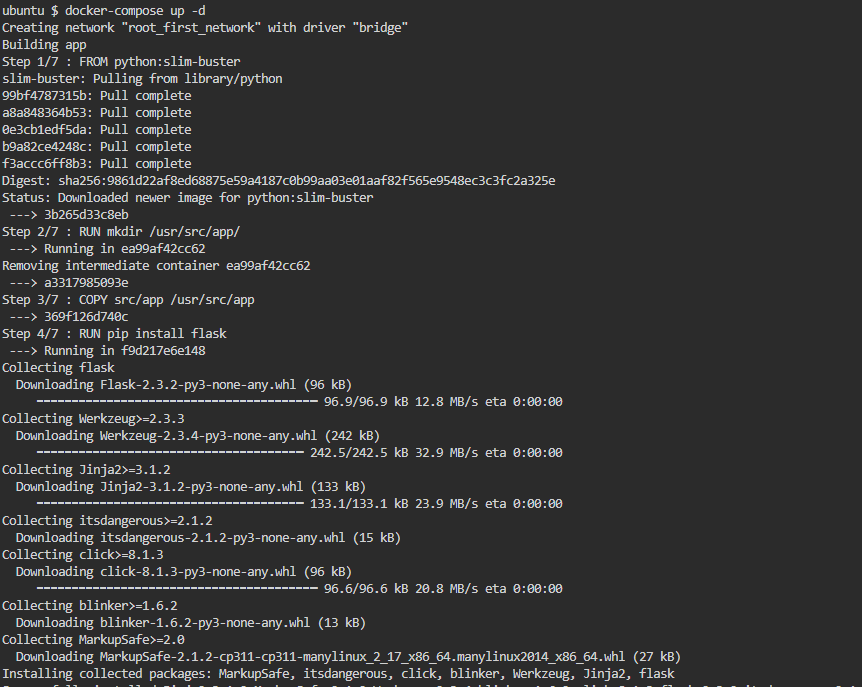 ubuntu $ docker-compose up -d
Creating network "root_first_network" with driver "bridge"
Building app
Step 1/7 : FROM python:slim-buster
slim-buster: Pulling from library/python
99bf4787315b: Pull complete
a8a848364b53: Pull complete
0e3cb1edf5da: Pull complete
b9a82ce4248c: Pull complete
f3accc6ff8b3: Pull complete
Digest: sha256:9861d22af8ed68875e59a4187c0b99aa03e01aaf82f565e9548ec3c3fc2a325e
Status: Downloaded newer image for python:slim-buster
---> 3b265d33c8eb
Step 2/7 : RUN mkdir /usr/src/app/
---> Running in ea99af42cc62
Removing intermediate container ea99af42cc62
---> a3317985093e
Step 3/7 : COPY src/app /usr/src/app
---> 369f126d740c
Step 4/7 : RUN pip install flask
---> Running in f9d217e6e148
Collecting flask
Downloading Flask-2.3.2-py3-none-any.whl (96 kB)
96.9/96.9 kB 12.8 MB/s eta 0:00:00
Collecting Werkzeug>=2.3.3
Downloading Werkzeug-2.3.4-py3-none-any.whl (242 kB)
242.5/242.5 kB 32.9 MB/s eta 0:00:00
Collecting Jinja2>=3.1.2
Downloading Jinja2-3.1.2-py3-none-any.whl (133 kB)
133.1/133.1 kB 23.9 MB/s eta 0:00:00
Collecting itsdangerous>=2.1.2
Downloading itsdangerous-2.1.2-py3-none-any.whl (15 kB)
Collecting click>=8.1.3
Downloading click-8.1.3-py3-none-any.whl (96 kB)
96.6/96.6 kB 20.8 MB/s eta 0:00:00
Collecting blinker>=1.6.2
Downloading blinker-1.6.2-py3-none-any.whl (13 kB)
Collecting MarkupSafe>=2.0
Downloading MarkupSafe-2.1.2-cp311-cp311-manylinux_2_17_x86_64.manylinux2014_x86_64.whl (27 kB)
Installing collected packages: MarkupSafe, itsdangerous, click, blinker, Werkzeug, Jinja2, flask